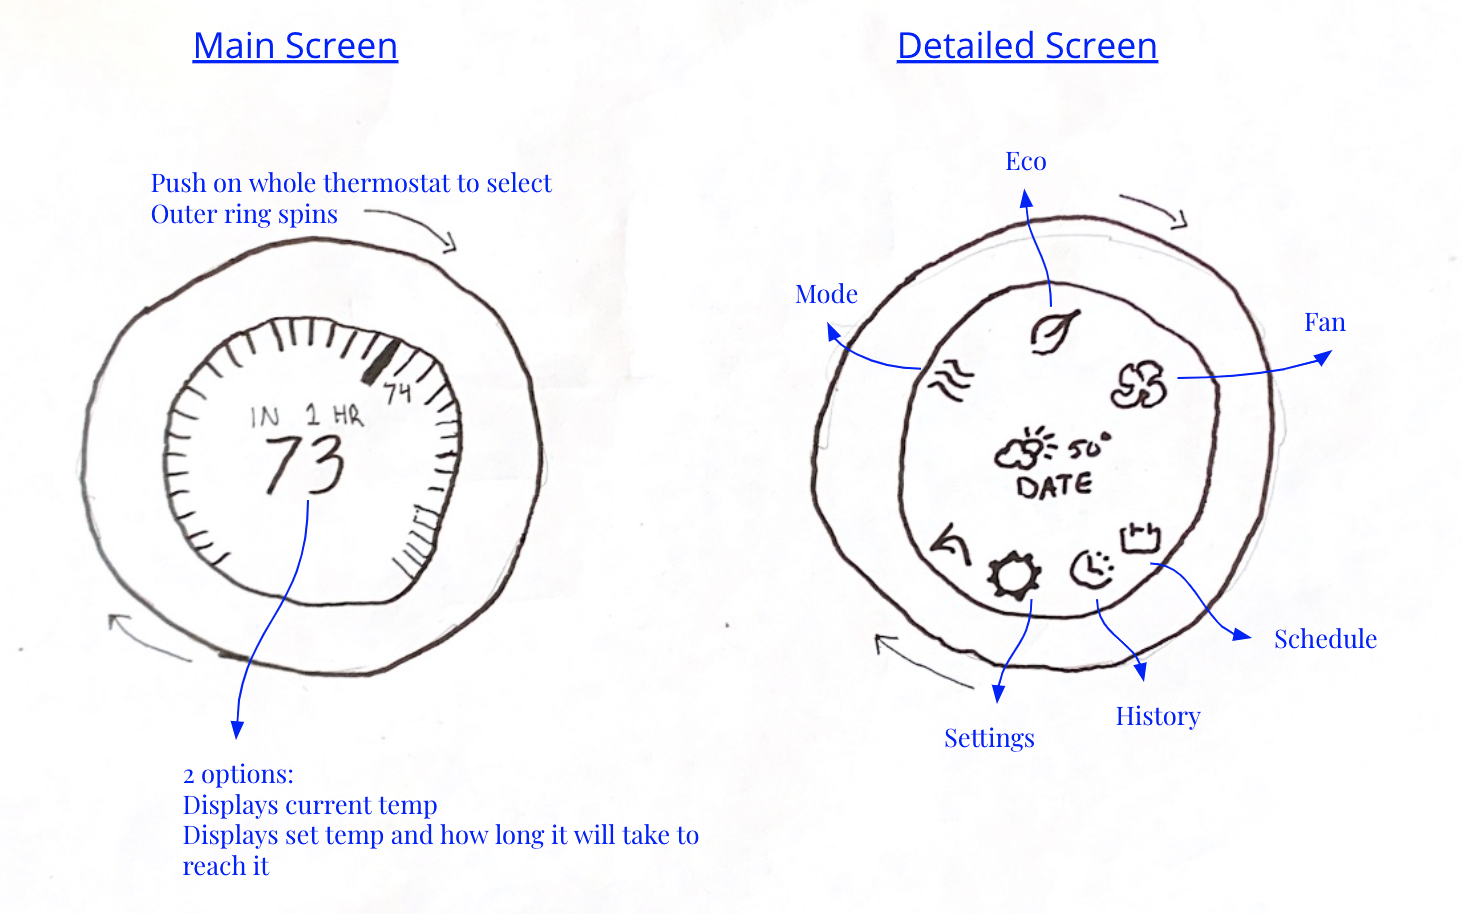 Main Screen
Detailed Screen
Push on whole thermostat to select
Outer ring spins
74
IN 1 HR
73
2 options:
Displays current temp
Displays set temp and how long it will take to
reach it
Eco
Mode
Fan
50°
DATE
Schedule
History
Settings